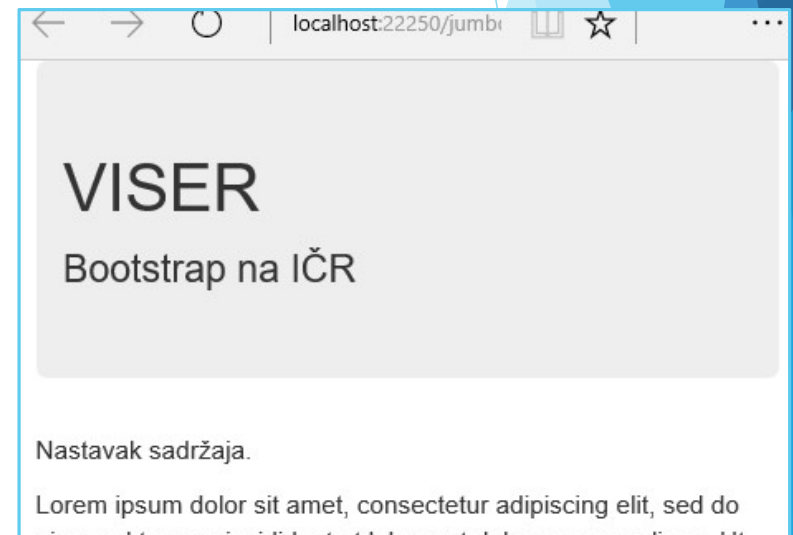 localhost:22250/jumb
VISER
Bootstrap na IČR
Nastavak sadržaja.
Lorem ipsum dolor sit amet, consectetur adipiscing elit, sed do